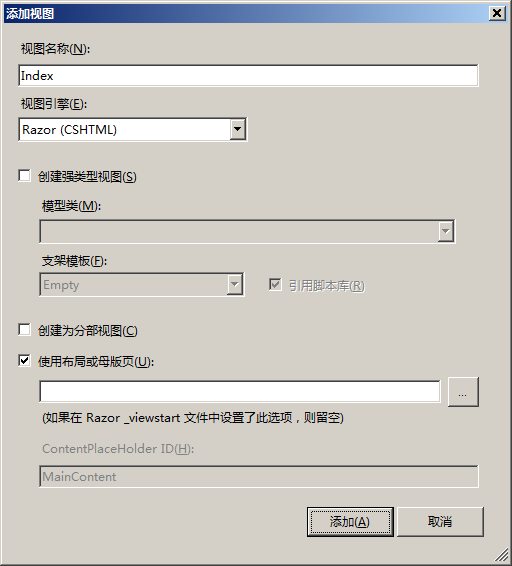 添加视图
视图名称(N):
Index
视图引擎(E):
Razor (CSHTML)
创建强类型视图(S)
模型类(M):
支架模板(F):
Empty
引用脚本库(R)
创建为分部视图(C)
使用布局或母版页(U):
...
(如果在 Razor _viewstart 文件中设置了此选项，则留空)
ContentPlaceHolder ID(H):
MainContent
添加(A)
取消